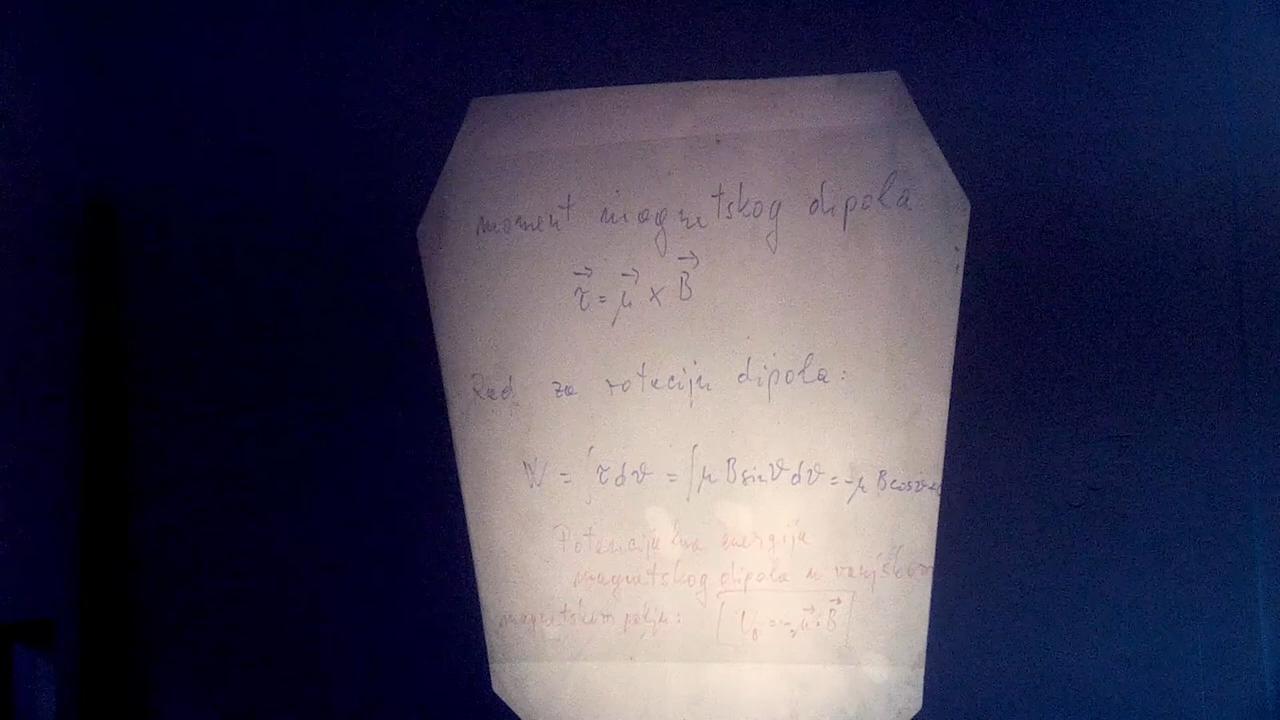 moment magnetskog dipola
τ⃗ = μ⃗ × B⃗
Rad za rotaciju dipola:
W = ∫ τ dϑ = ∫ μ B sinϑ dϑ = -μ B cosϑ +c
Potencijalna energija
magnetskog dipola u vanjskom
magnetskom polju: U_B = -μ⃗ · B⃗